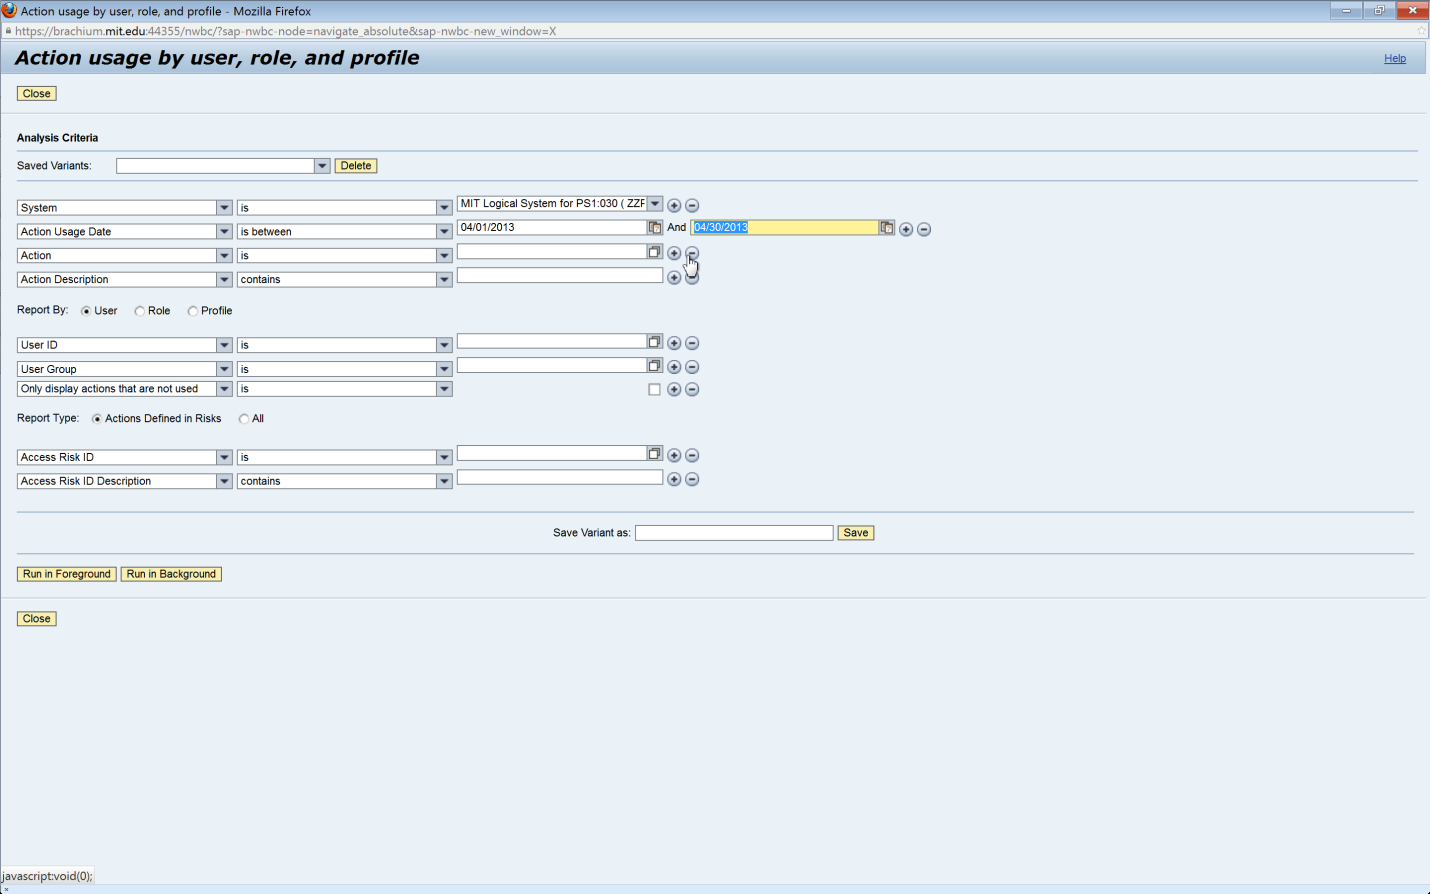 Action usage by user, role, and profile - Mozilla Firefox
https://brachium.mit.edu:44355/nwbc/?sap-nwbc-node=navigate_absolute&sap-nwbc-new_window=X
Action usage by user, role, and profile
Help
Close
Analysis Criteria
Saved Variants:
Delete
System is MIT Logical System for PS1:030 ( ZZF
Action Usage Date is between 04/01/2013 And 04/30/2013
Action is
Action Description contains
Report By: User Role Profile
User ID is
User Group is
Only display actions that are not used is
Report Type: Actions Defined in Risks All
Access Risk ID is
Access Risk ID Description contains
Save Variant as: Save
Run in Foreground Run in Background
Close
javascript:void(0);